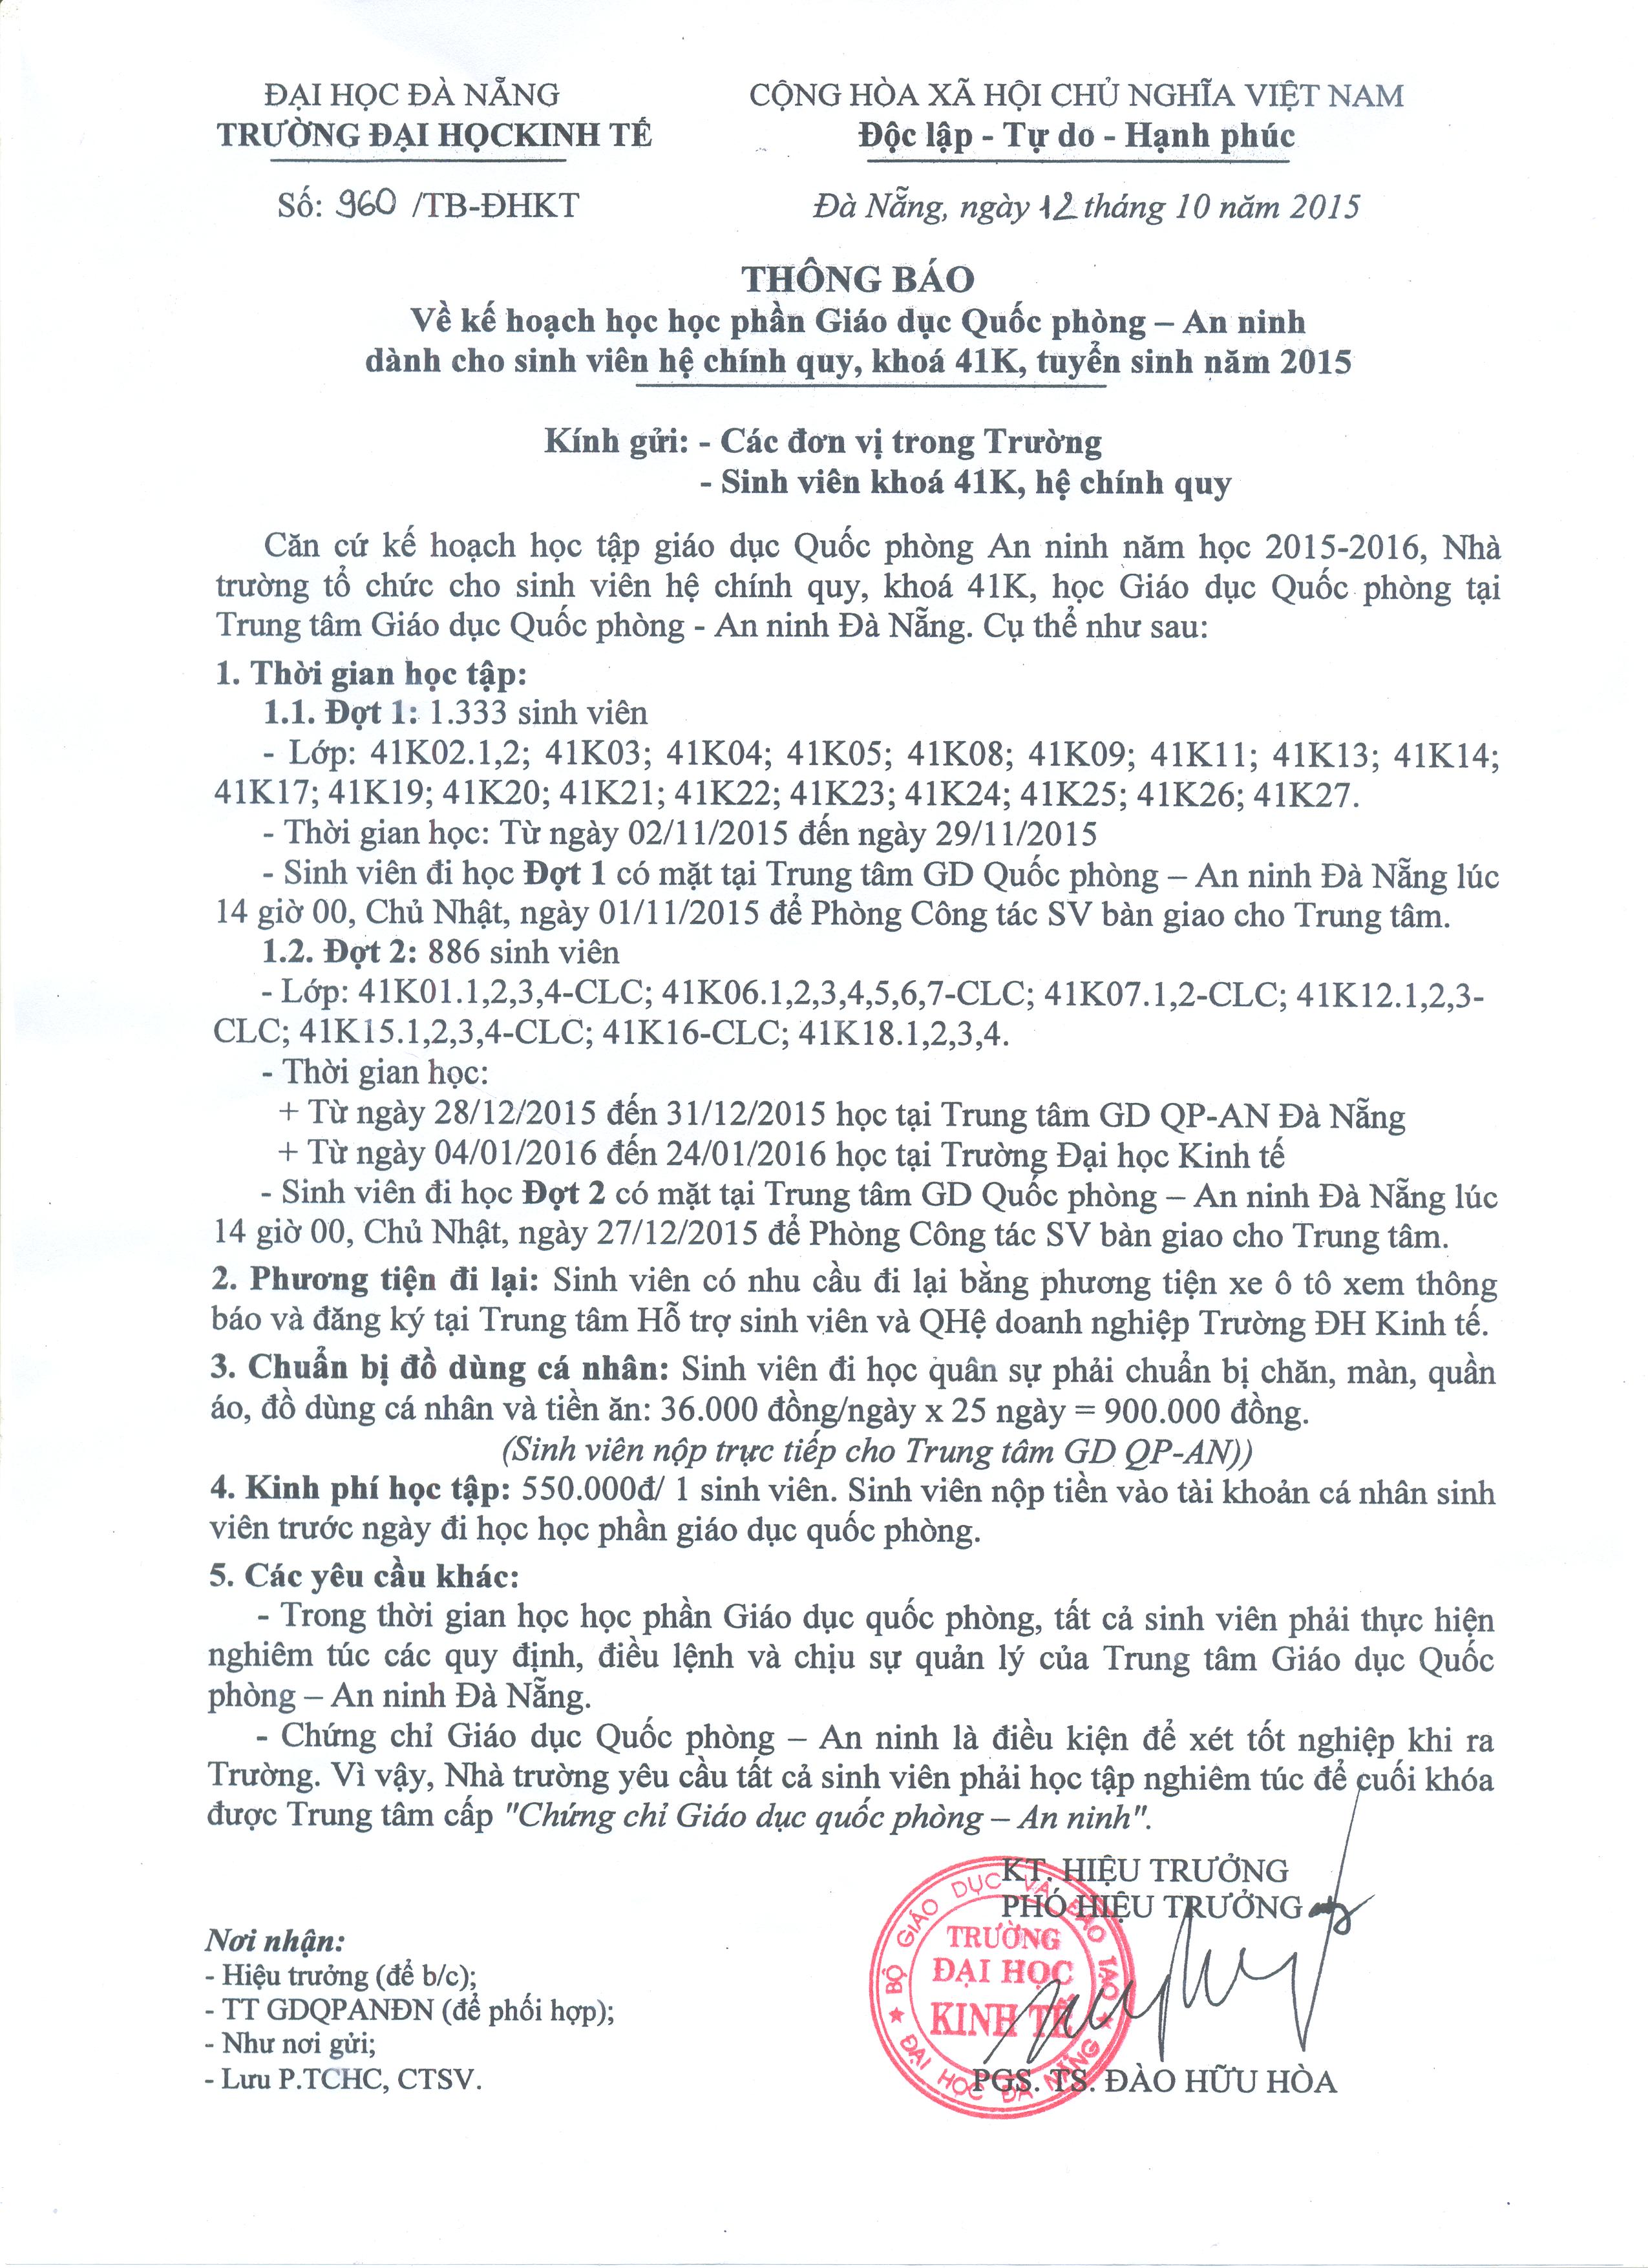 ĐẠI HỌC ĐÀ NẴNG
TRƯỜNG ĐẠI HỌCKINH TẾ
CỘNG HÒA XÃ HỘI CHỦ NGHĨA VIỆT NAM
Độc lập - Tự do - Hạnh phúc
Số: 960 /TB-ĐHKT
Đà Nẵng, ngày 12 tháng 10 năm 2015
THÔNG BÁO
Về kế hoạch học học phần Giáo dục Quốc phòng – An ninh
dành cho sinh viên hệ chính quy, khoá 41K, tuyển sinh năm 2015
Kính gửi: - Các đơn vị trong Trường
- Sinh viên khoá 41K, hệ chính quy
Căn cứ kế hoạch học tập giáo dục Quốc phòng An ninh năm học 2015-2016, Nhà
trường tổ chức cho sinh viên hệ chính quy, khoá 41K, học Giáo dục Quốc phòng tại
Trung tâm Giáo dục Quốc phòng - An ninh Đà Nẵng. Cụ thể như sau:
1. Thời gian học tập:
1.1. Đợt 1: 1.333 sinh viên
- Lớp: 41K02.1,2; 41K03; 41K04; 41K05; 41K08; 41K09; 41K11; 41K13; 41K14;
41K17; 41K19; 41K20; 41K21; 41K22; 41K23; 41K24; 41K25; 41K26; 41K27.
- Thời gian học: Từ ngày 02/11/2015 đến ngày 29/11/2015
- Sinh viên đi học Đợt 1 có mặt tại Trung tâm GD Quốc phòng – An ninh Đà Nẵng lúc
14 giờ 00, Chủ Nhật, ngày 01/11/2015 để Phòng Công tác SV bàn giao cho Trung tâm.
1.2. Đợt 2: 886 sinh viên
- Lớp: 41K01.1,2,3,4-CLC; 41K06.1,2,3,4,5,6,7-CLC; 41K07.1,2-CLC; 41K12.1,2,3-
CLC; 41K15.1,2,3,4-CLC; 41K16-CLC; 41K18.1,2,3,4.
- Thời gian học:
+ Từ ngày 28/12/2015 đến 31/12/2015 học tại Trung tâm GD QP-AN Đà Nẵng
+ Từ ngày 04/01/2016 đến 24/01/2016 học tại Trường Đại học Kinh tế
- Sinh viên đi học Đợt 2 có mặt tại Trung tâm GD Quốc phòng – An ninh Đà Nẵng lúc
14 giờ 00, Chủ Nhật, ngày 27/12/2015 để Phòng Công tác SV bàn giao cho Trung tâm.
2. Phương tiện đi lại: Sinh viên có nhu cầu đi lại bằng phương tiện xe ô tô xem thông
báo và đăng ký tại Trung tâm Hỗ trợ sinh viên và QHệ doanh nghiệp Trường ĐH Kinh tế.
3. Chuẩn bị đồ dùng cá nhân: Sinh viên đi học quân sự phải chuẩn bị chăn, màn, quần
áo, đồ dùng cá nhân và tiền ăn: 36.000 đồng/ngày x 25 ngày = 900.000 đồng.
(Sinh viên nộp trực tiếp cho Trung tâm GD QP-AN))
4. Kinh phí học tập: 550.000đ/ 1 sinh viên. Sinh viên nộp tiền vào tài khoản cá nhân sinh
viên trước ngày đi học học phần giáo dục quốc phòng.
5. Các yêu cầu khác:
- Trong thời gian học học phần Giáo dục quốc phòng, tất cả sinh viên phải thực hiện
nghiêm túc các quy định, điều lệnh và chịu sự quản lý của Trung tâm Giáo dục Quốc
phòng – An ninh Đà Nẵng.
- Chứng chỉ Giáo dục Quốc phòng – An ninh là điều kiện để xét tốt nghiệp khi ra
Trường. Vì vậy, Nhà trường yêu cầu tất cả sinh viên phải học tập nghiêm túc để cuối khóa
được Trung tâm cấp "Chứng chỉ Giáo dục quốc phòng – An ninh".
KT. HIỆU TRƯỞNG
PHÓ HIỆU TRƯỞNG
BỘ GIÁO DỤC VÀ ĐÀO TẠO
TRƯỜNG
ĐẠI HỌC
KINH TẾ
★ ĐẠI HỌC ĐÀ NẴNG ★
PGS. TS. ĐÀO HỮU HÒA
Nơi nhận:
- Hiệu trưởng (để b/c);
- TT GDQPANĐN (để phối hợp);
- Như nơi gửi;
- Lưu P.TCHC, CTSV.